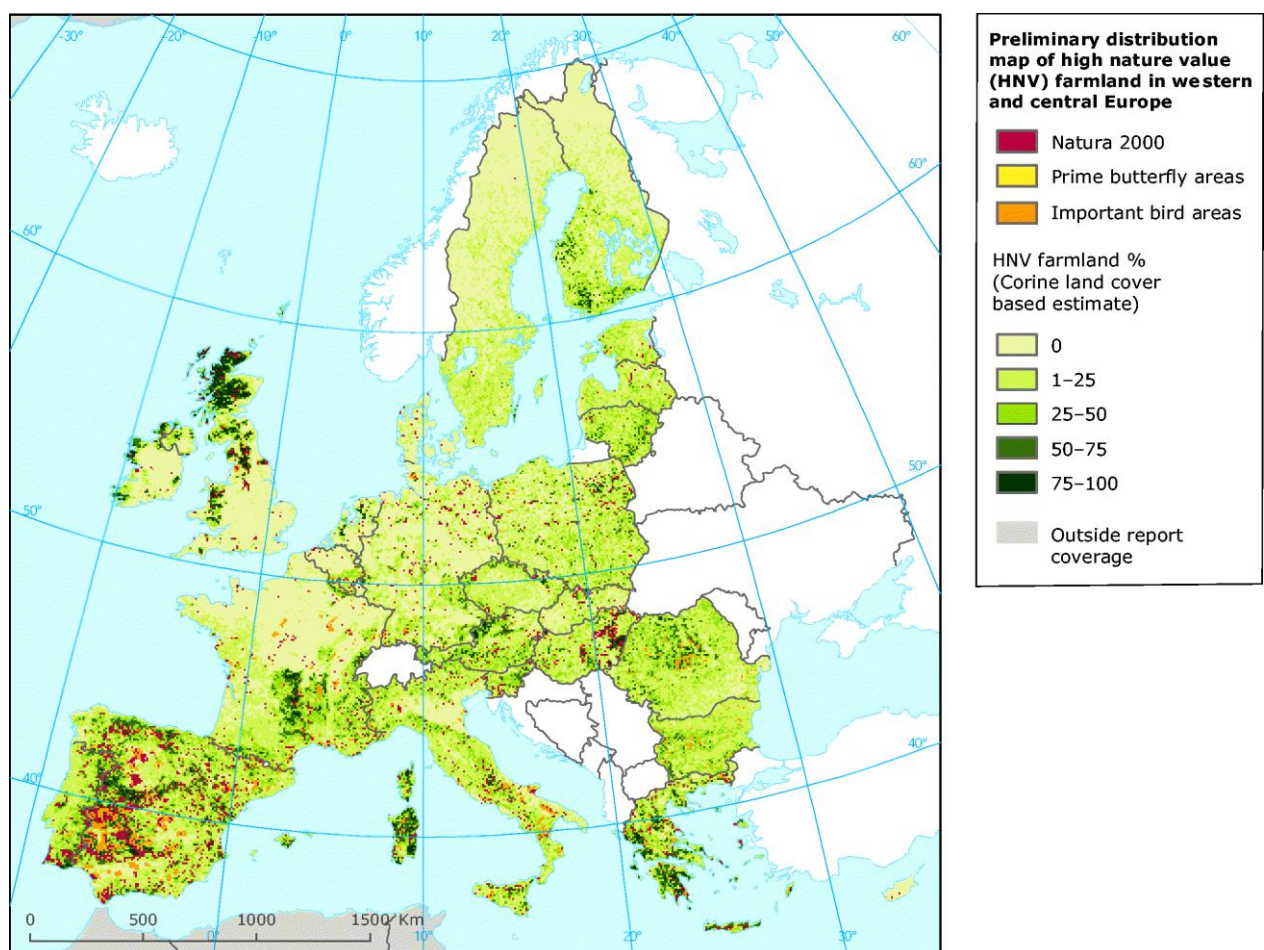 -30°
-20°
-10°
0°
10°
20°
30°
40°
50°
60°
60°
60°
50°
50°
40°
40°
0
500
1000
1500 Km
0°
10°
20°
30°
Preliminary distribution
map of high nature value
(HNV) farmland in western
and central Europe
Natura 2000
Prime butterfly areas
Important bird areas
HNV farmland %
(Corine land cover
based estimate)
0
1–25
25–50
50–75
75–100
Outside report
coverage